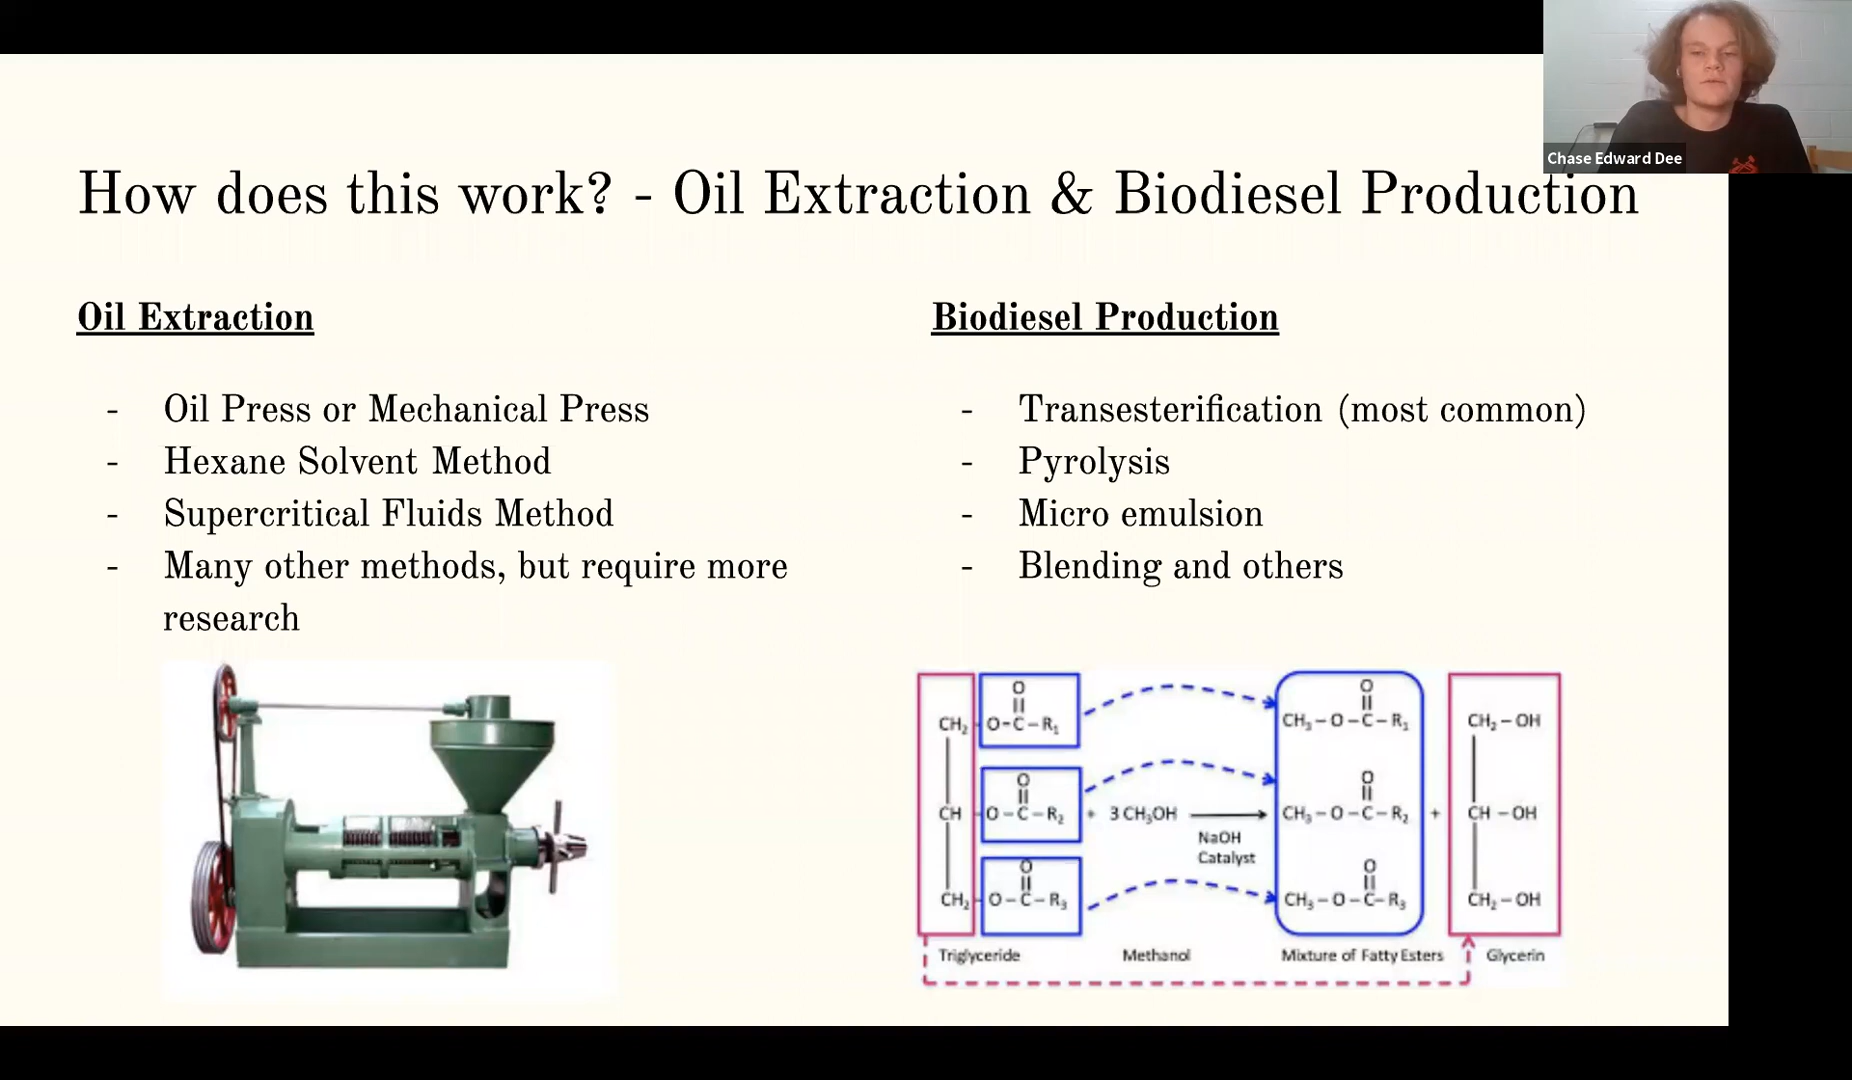 Chase Edward Dee
How does this work? - Oil Extraction & Biodiesel Production
Oil Extraction
- Oil Press or Mechanical Press
- Hexane Solvent Method
- Supercritical Fluids Method
- Many other methods, but require more
research
Biodiesel Production
- Transesterification (most common)
- Pyrolysis
- Micro emulsion
- Blending and others
O
||
CH₂ O-C-R₁
O
||
CH O-C-R₂ + 3 CH₃OH
O
||
CH₂ O-C-R₃
NaOH
Catalyst
O
||
CH₃-O-C-R₁
O
||
CH₃-O-C-R₂ +
O
||
CH₃-O-C-R₃
CH₂-OH
CH-OH
CH₂-OH
Triglyceride Methanol Mixture of Fatty Esters Glycerin